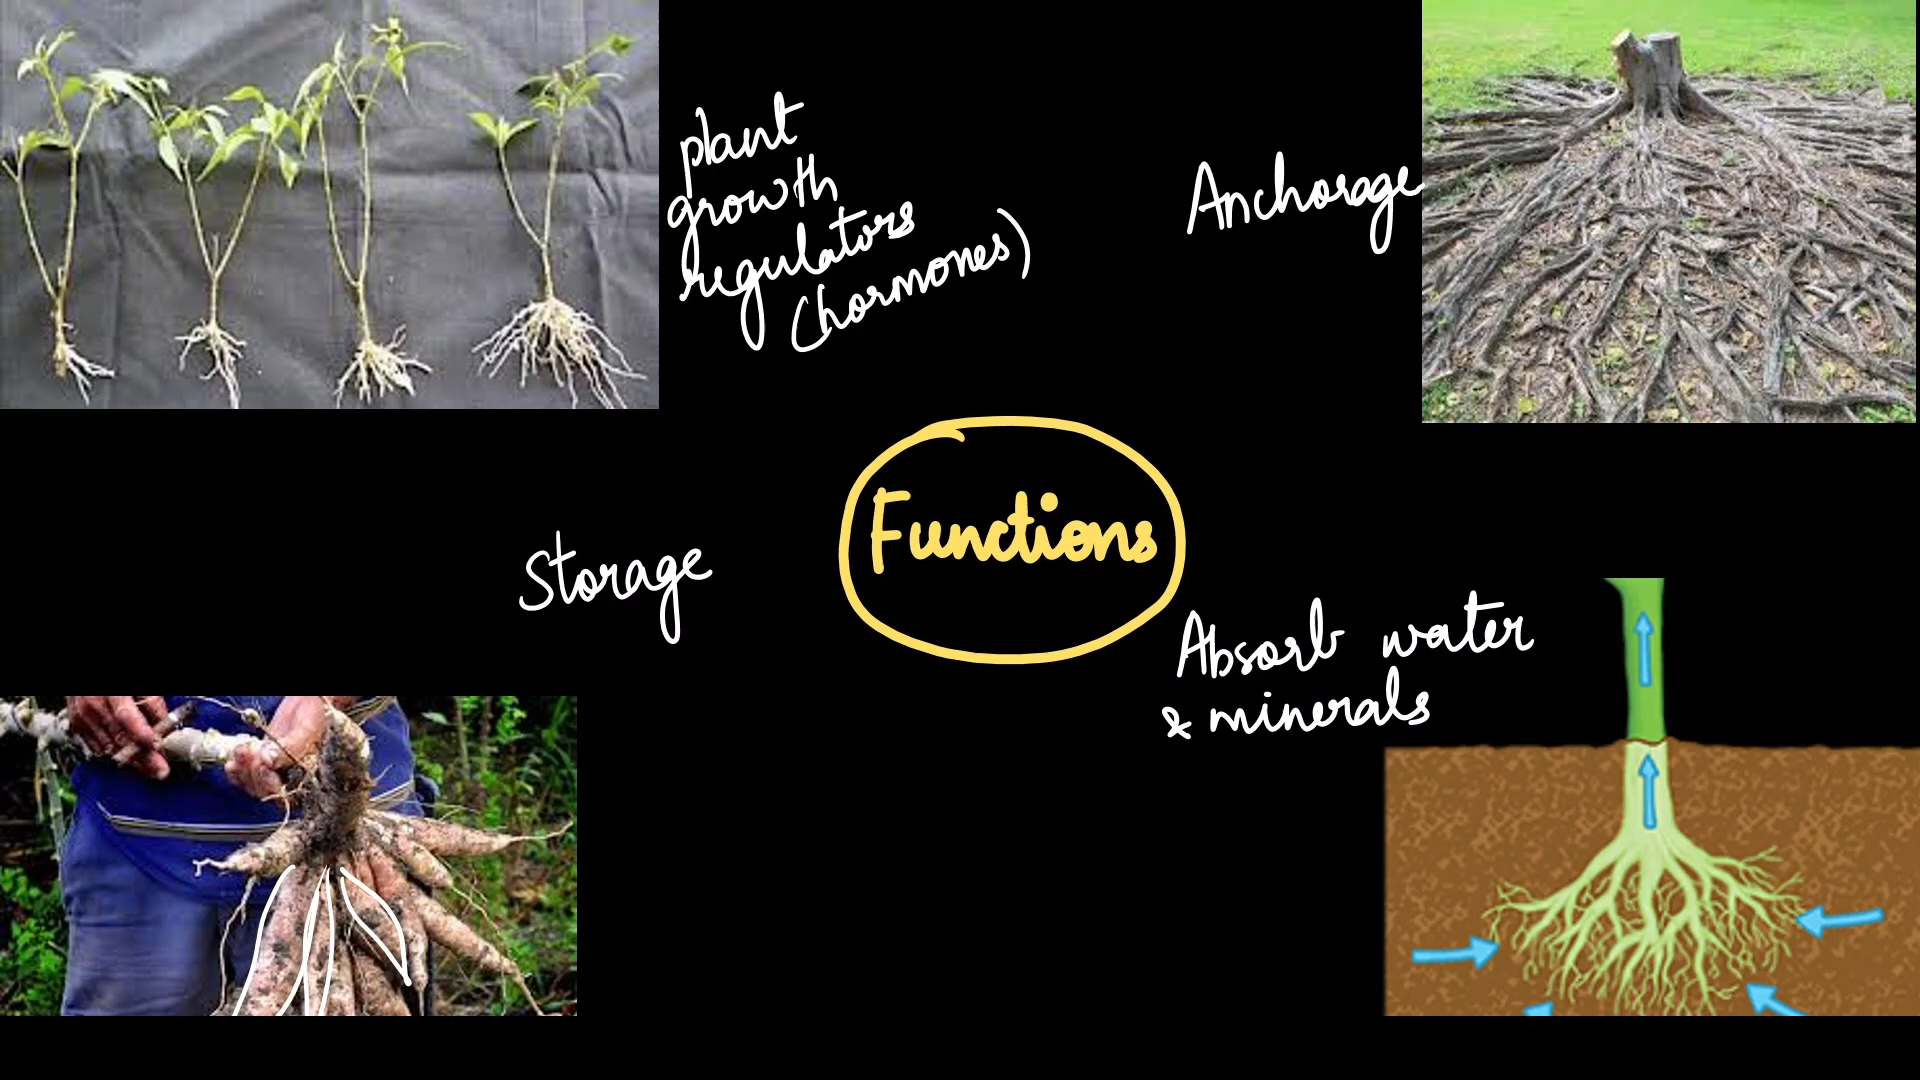 plant
growth
regulators
(hormones)
Anchorage
Functions
Storage
Absorb water
& minerals